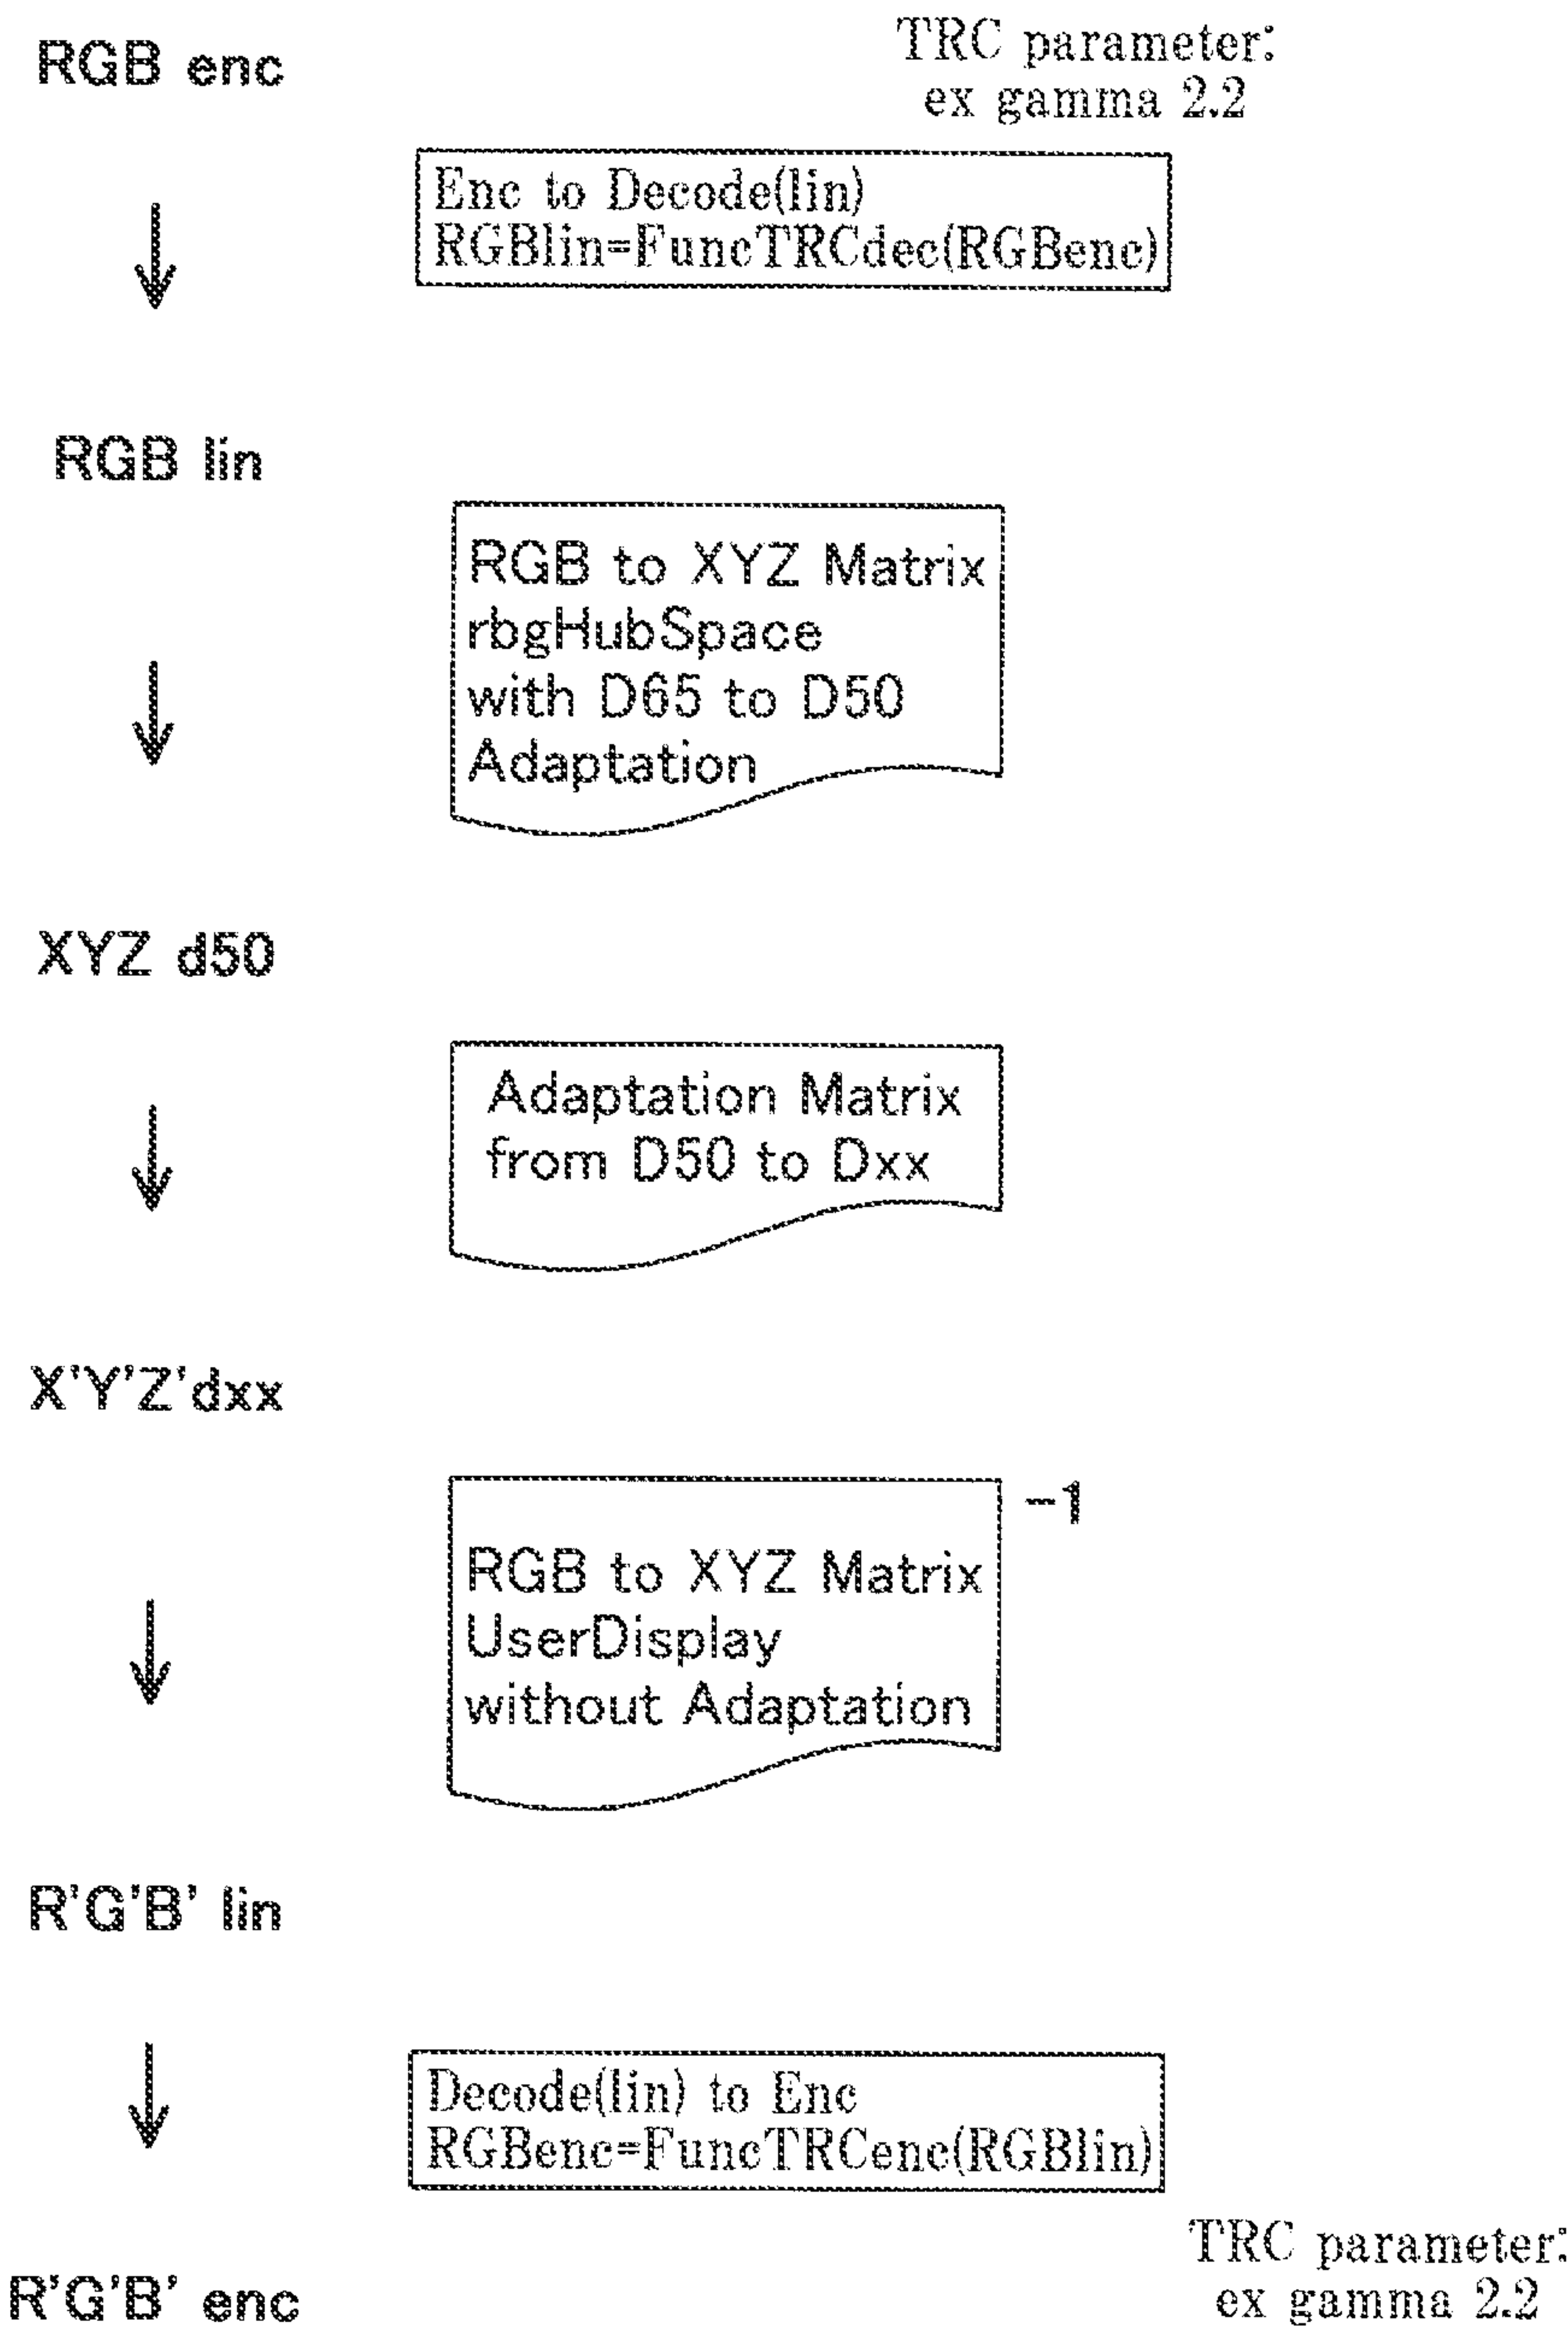 RGB enc
TRC parameter:
ex gamma 2.2
Enc to Decode(lin)
RGBlin=FuncTRCdec(RGBenc)
RGB lin
RGB to XYZ Matrix
rbgHubSpace
with D65 to D50
Adaptation
XYZ d50
Adaptation Matrix
from D50 to Dxx
X'Y'Z'dxx
-1
RGB to XYZ Matrix
UserDisplay
without Adaptation
R'G'B' lin
Decode(lin) to Enc
RGBenc=FuncTRCenc(RGBlin)
TRC parameter:
ex gamma 2.2
R'G'B' enc